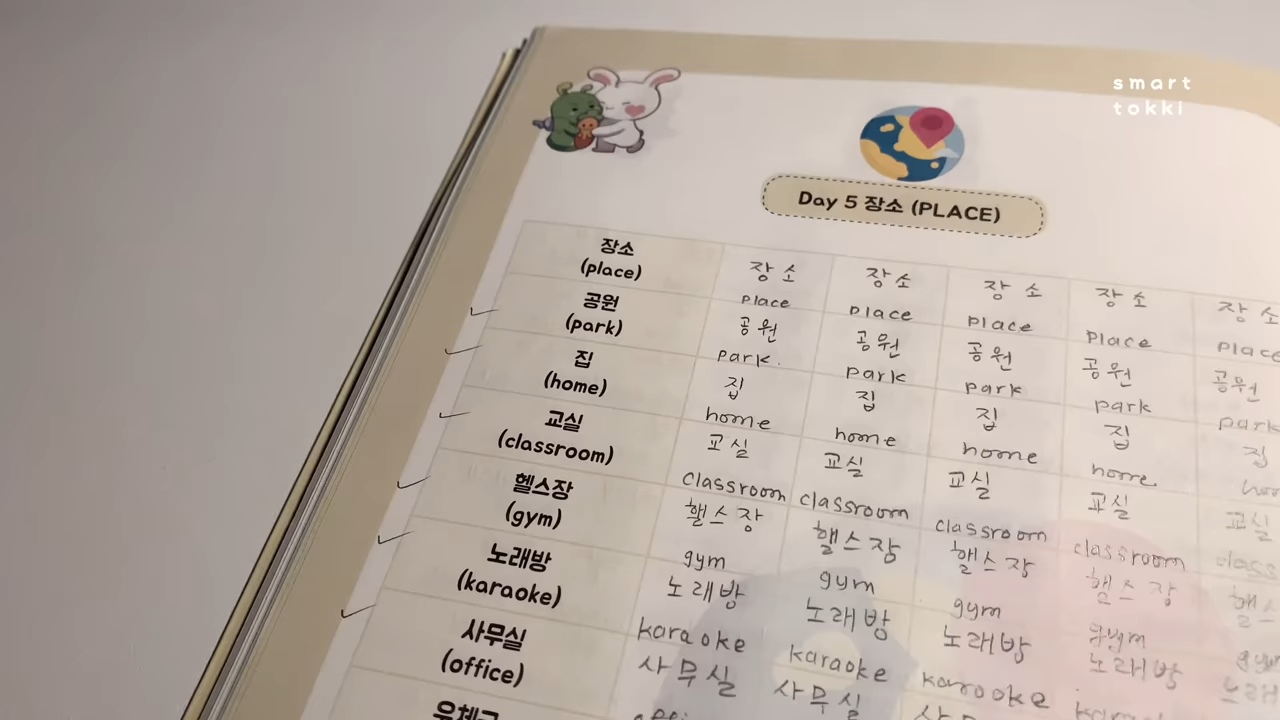 smart
tokki
Day 5 장소 (PLACE)
장소
(place)
장소 장소 장소 장소 장소
place place place place place
공원
(park)
공원 공원 공원 공원 공원
park. park park park park
집
(home)
집 집 집 집 집
home home home home
교실
(classroom)
교실 교실 교실 교실 교실
classroom classroom classroom classroom
헬스장
(gym)
핼스장 핼스장 핼스장 핼스장
gym gym gym
노래방
(karaoke)
노래방 노래방 노래방 노래방
karaoke karaoke karaoke
사무실
(office)
사무실 사무실